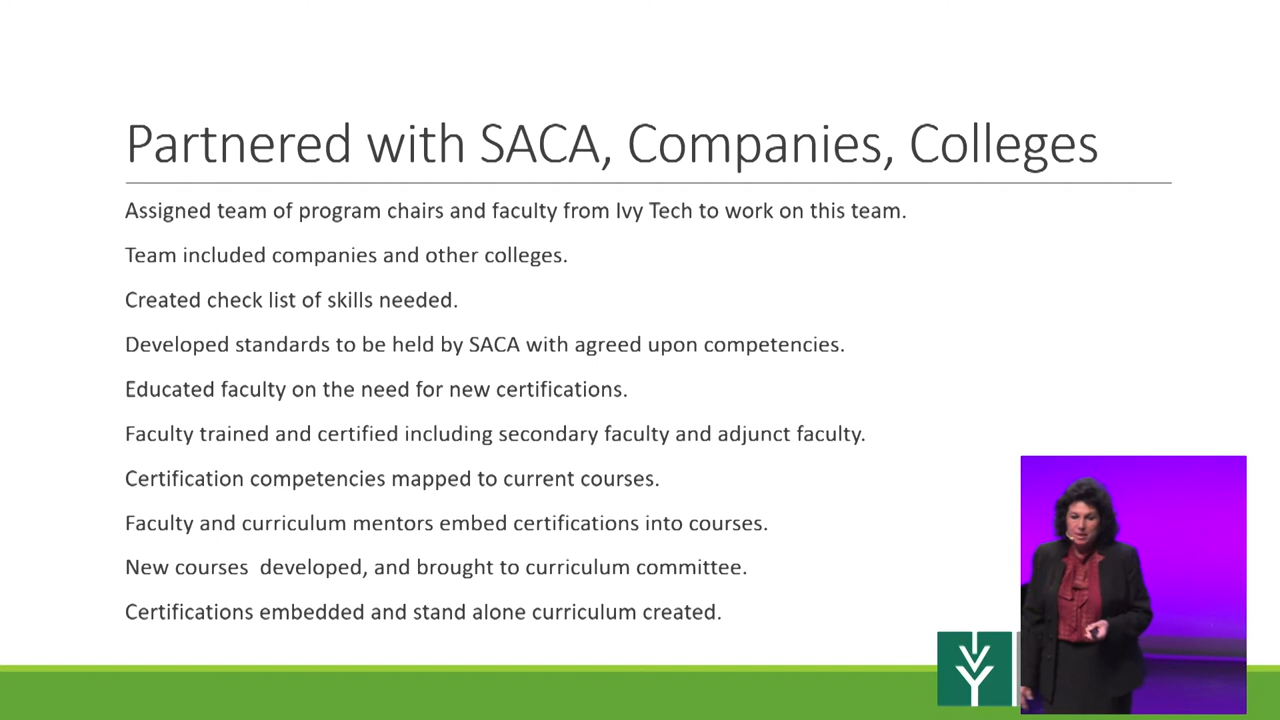 Partnered with SACA, Companies, Colleges
Assigned team of program chairs and faculty from Ivy Tech to work on this team.
Team included companies and other colleges.
Created check list of skills needed.
Developed standards to be held by SACA with agreed upon competencies.
Educated faculty on the need for new certifications.
Faculty trained and certified including secondary faculty and adjunct faculty.
Certification competencies mapped to current courses.
Faculty and curriculum mentors embed certifications into courses.
New courses  developed, and brought to curriculum committee.
Certifications embedded and stand alone curriculum created.